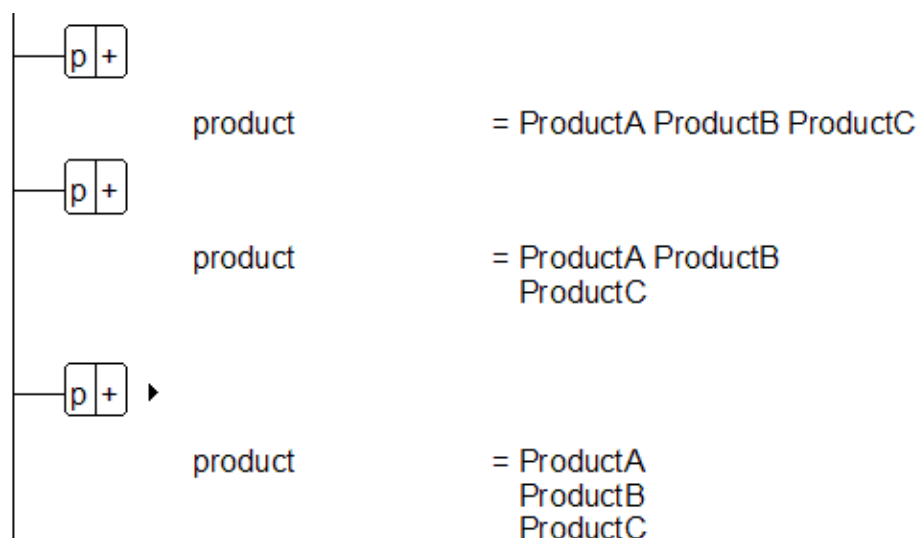 p +
product = ProductA ProductB ProductC
p +
product = ProductA ProductB
ProductC
p +
product = ProductA
ProductB
ProductC